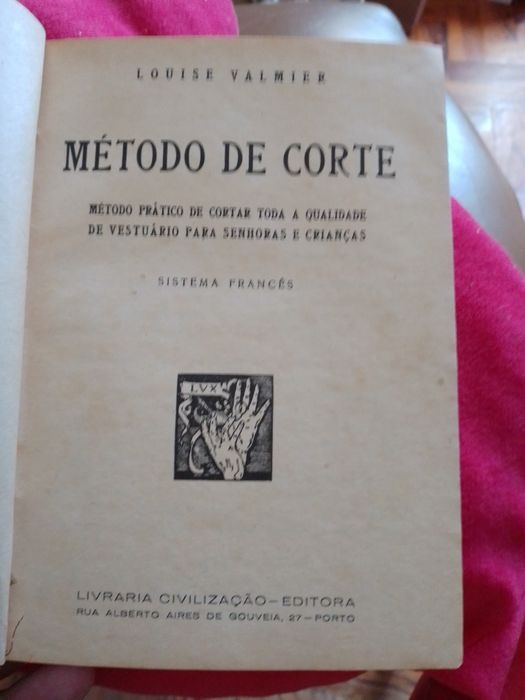 LOUISE VALMIER
MÉTODO DE CORTE
MÉTODO PRÁTICO DE CORTAR TODA A QUALIDADE
DE VESTUÁRIO PARA SENHORAS E CRIANÇAS
SISTEMA FRANCÊS
LVX
LIVRARIA CIVILIZAÇÃO—EDITORA
RUA ALBERTO AIRES DE GOUVEIA, 27—PORTO